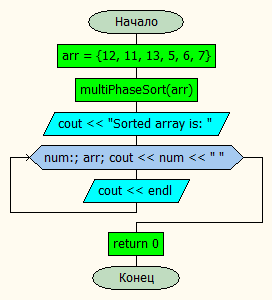 Начало
arr = {12, 11, 13, 5, 6, 7}
multiPhaseSort(arr)
cout << "Sorted array is: "
num:; arr; cout << num << " "
cout << endl
return 0
Конец